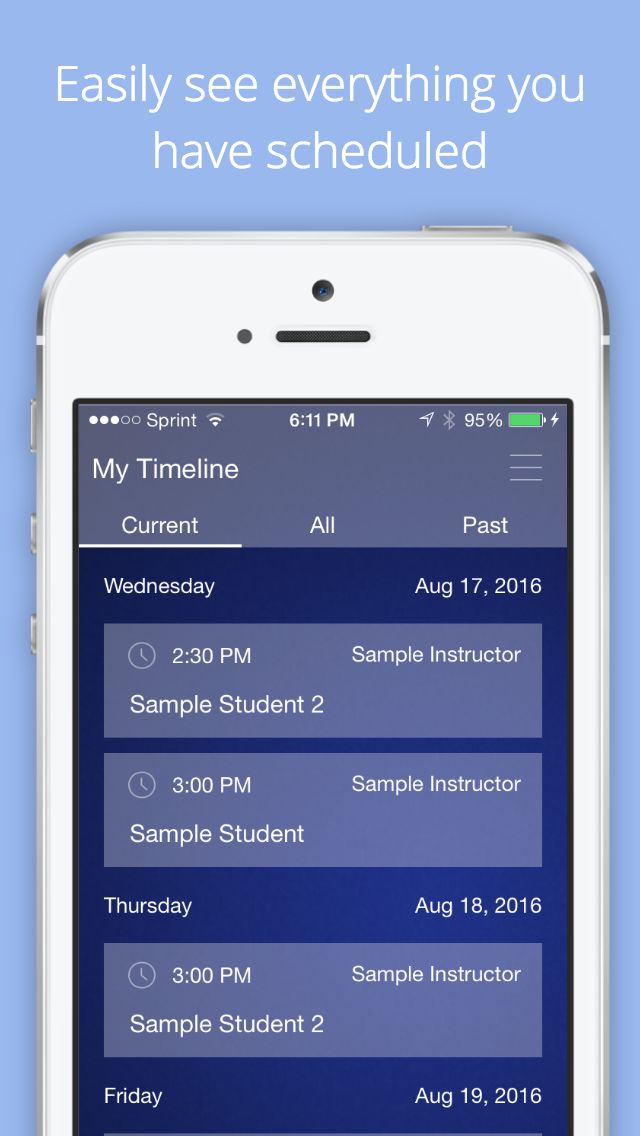 Easily see everything you
have scheduled
Sprint 6:11 PM 95%
My Timeline
Current All Past
Wednesday Aug 17, 2016
2:30 PM Sample Instructor
Sample Student 2
3:00 PM Sample Instructor
Sample Student
Thursday Aug 18, 2016
3:00 PM Sample Instructor
Sample Student 2
Friday Aug 19, 2016